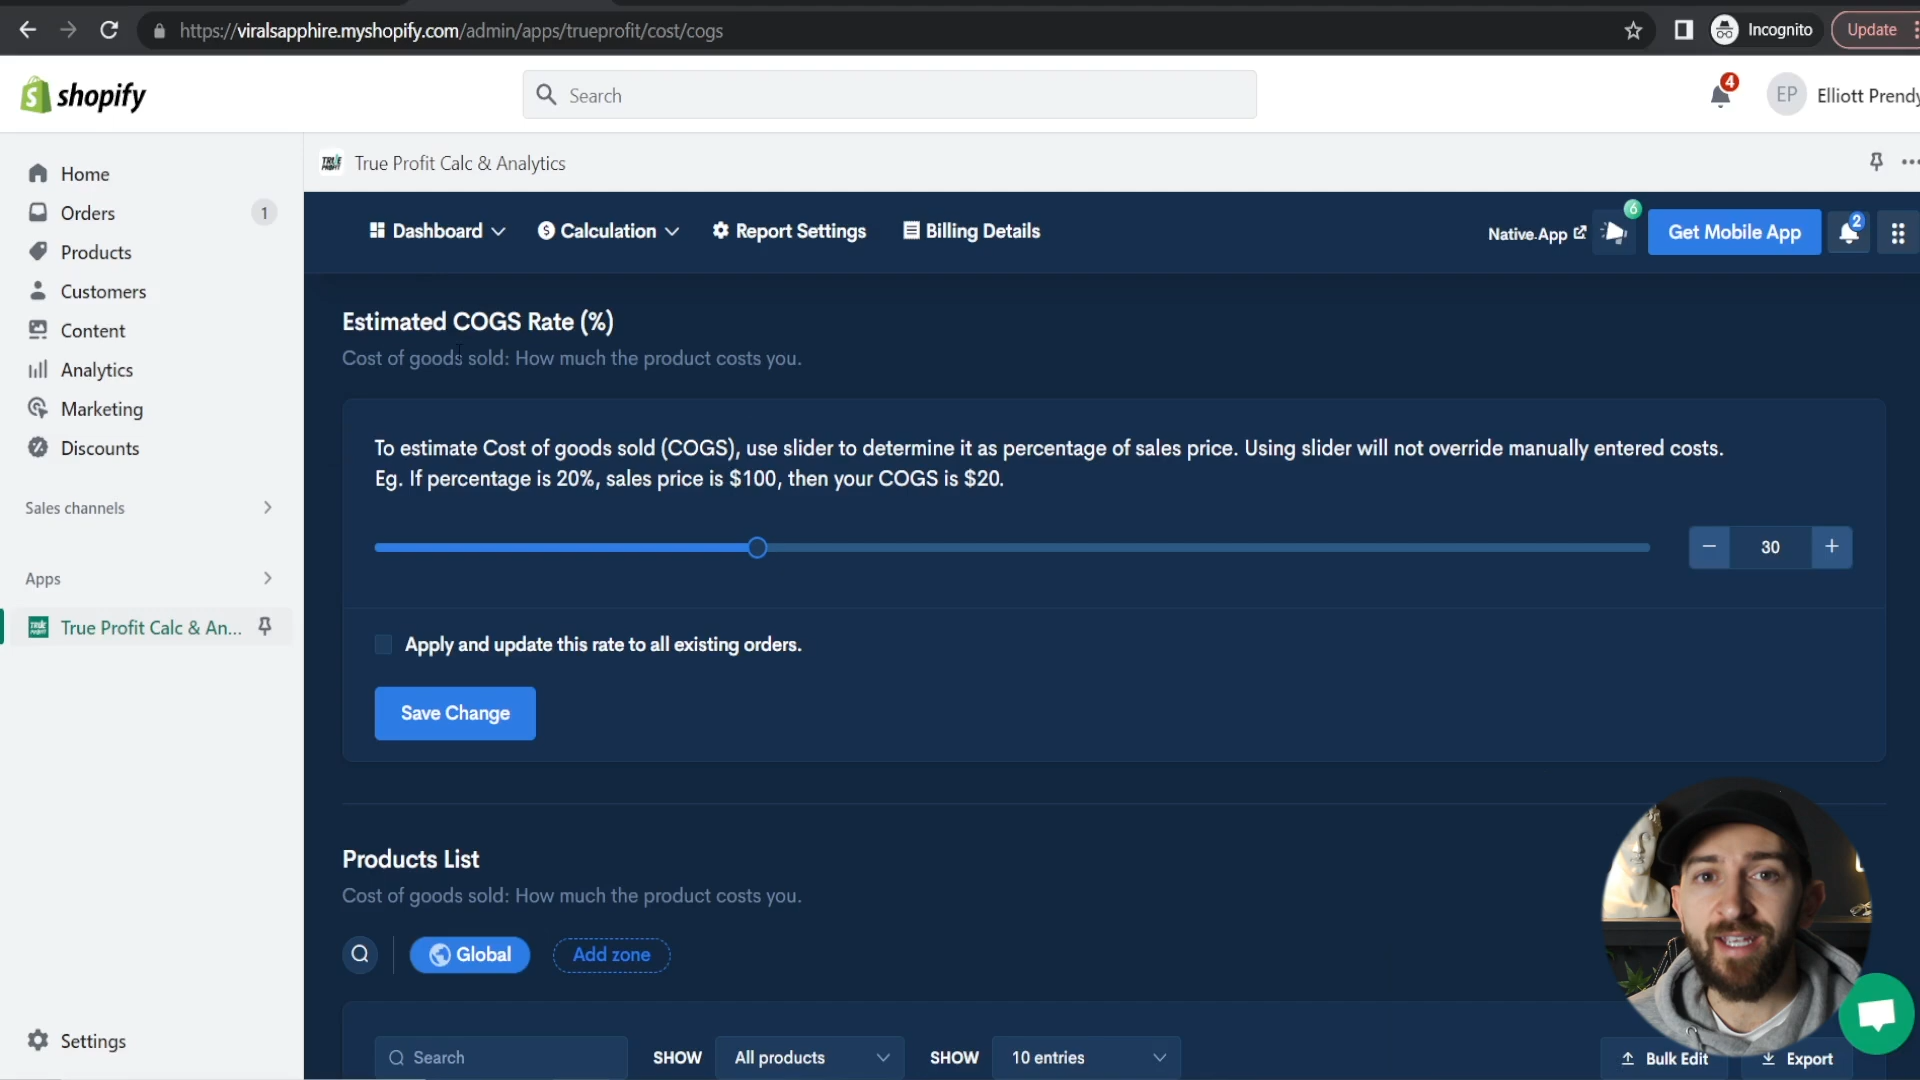 https://viralsapphire.myshopify.com/admin/apps/trueprofit/cost/cogs
Incognito
Update
shopify
Search
4
EP
Elliott Prendy
Home
Orders
1
Products
Customers
Content
Analytics
Marketing
Discounts
Sales channels
Apps
TRUE PROFIT
True Profit Calc & An...
Settings
TRUE PROFIT
True Profit Calc & Analytics
Dashboard
Calculation
Report Settings
Billing Details
Native App
6
Get Mobile App
2
Estimated COGS Rate (%)
Cost of goods sold: How much the product costs you.
To estimate Cost of goods sold (COGS), use slider to determine it as percentage of sales price. Using slider will not override manually entered costs.
Eg. If percentage is 20%, sales price is $100, then your COGS is $20.
30
Apply and update this rate to all existing orders.
Save Change
Products List
Cost of goods sold: How much the product costs you.
Global
Add zone
Search
SHOW
All products
SHOW
10 entries
Bulk Edit
Export